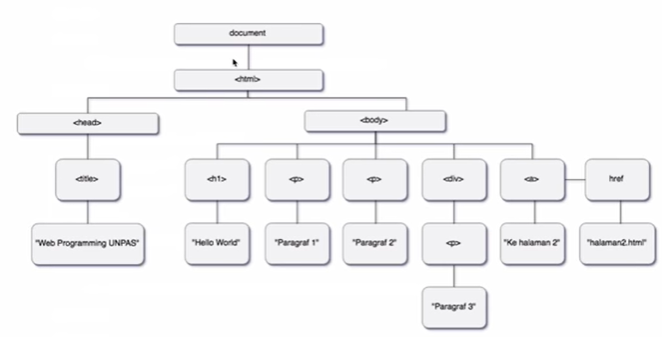 document
<html>
<head>
<body>
<title>
<h1>
<p>
<p>
<div>
<a>
href
"Web Programming UNPAS"
"Hello World"
"Paragraf 1"
"Paragraf 2"
<p>
"Ke halaman 2"
"halaman2.html"
"Paragraf 3"